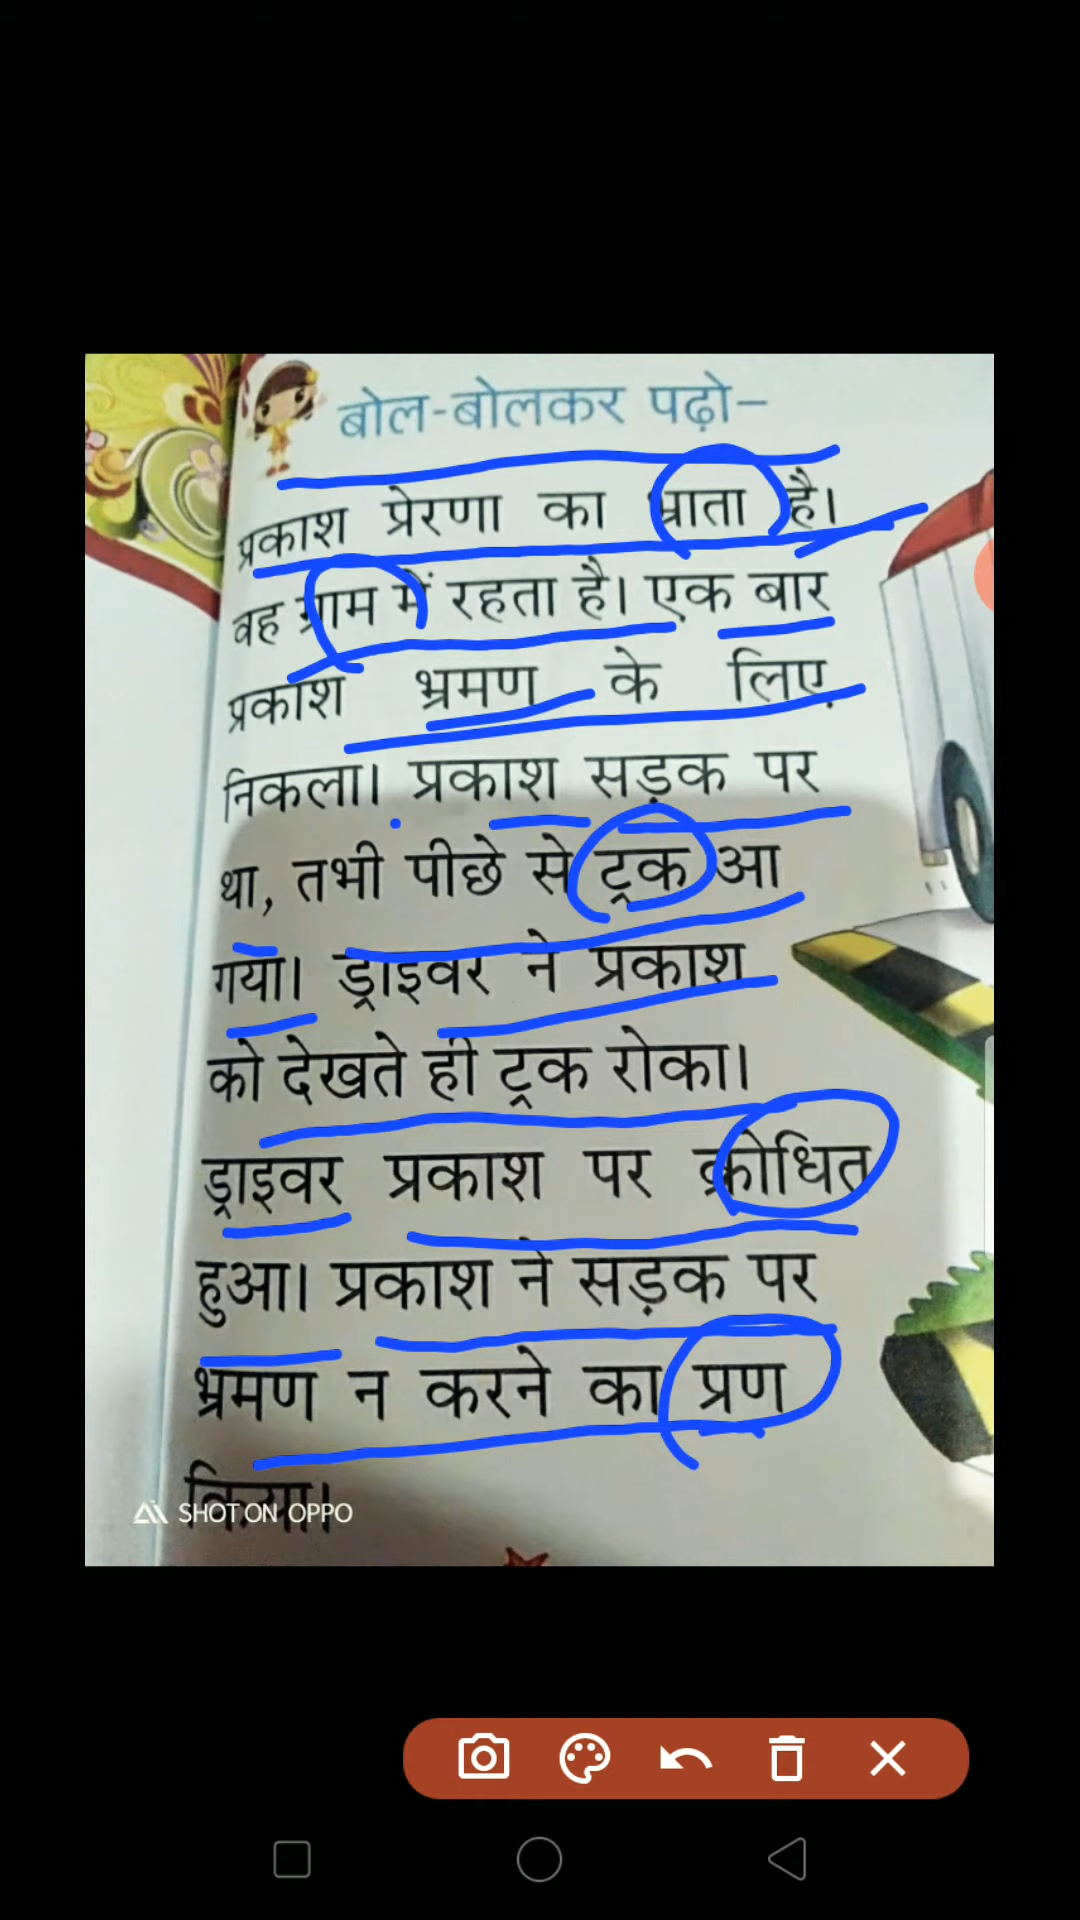 बोल-बोलकर पढ़ो–
प्रकाश प्रेरणा का भ्राता है।
वह ग्राम में रहता है। एक बार
प्रकाश भ्रमण के लिए
निकला। प्रकाश सड़क पर
था, तभी पीछे से ट्रक आ
गया। ड्राइवर ने प्रकाश
को देखते ही ट्रक रोका।
ड्राइवर प्रकाश पर क्रोधित
हुआ। प्रकाश ने सड़क पर
भ्रमण न करने का प्रण
किया।
SHOT ON OPPO